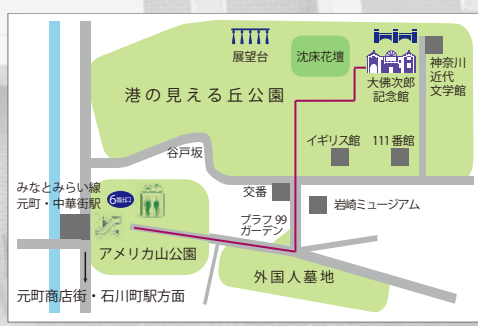 展望台
沈床花壇
大佛次郎
記念館
神奈川
近代
文学館
港の見える丘公園
イギリス館
111番館
谷戸坂
みなとみらい線
元町・中華街駅
6番出口
交番
岩崎ミュージアム
ブラフ99
ガーデン
アメリカ山公園
外国人墓地
元町商店街・石川町駅方面